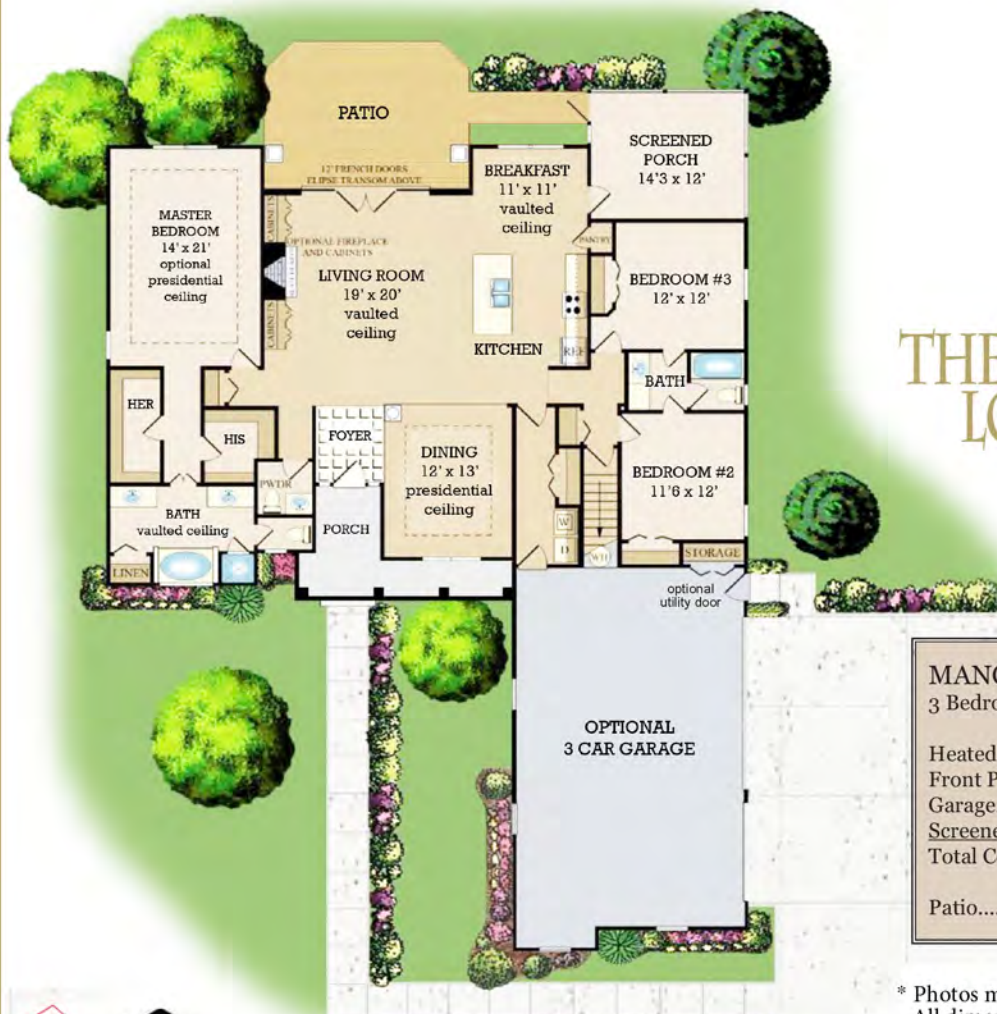 PATIO
12' FRENCH DOORS
ELIPSE TRANSOM ABOVE
SCREENED
PORCH
14'3 x 12'
BREAKFAST
11' x 11'
vaulted
ceiling
MASTER
BEDROOM
14' x 21'
optional
presidential
ceiling
CABINETS
OPTIONAL FIREPLACE
AND CABINETS
CABINETS
LIVING ROOM
19' x 20'
vaulted
ceiling
PANTRY
BEDROOM #3
12' x 12'
KITCHEN
REF
BATH
HER
HIS
FOYER
DINING
12' x 13'
presidential
ceiling
BEDROOM #2
11'6 x 12'
PWDR
BATH
vaulted ceiling
PORCH
W
D
WH
LINEN
STORAGE
optional
utility door
OPTIONAL
3 CAR GARAGE
THE
LO
MANO
3 Bedro
Heated
Front P
Garage
Screene
Total C
Patio....
* Photos m
All dime